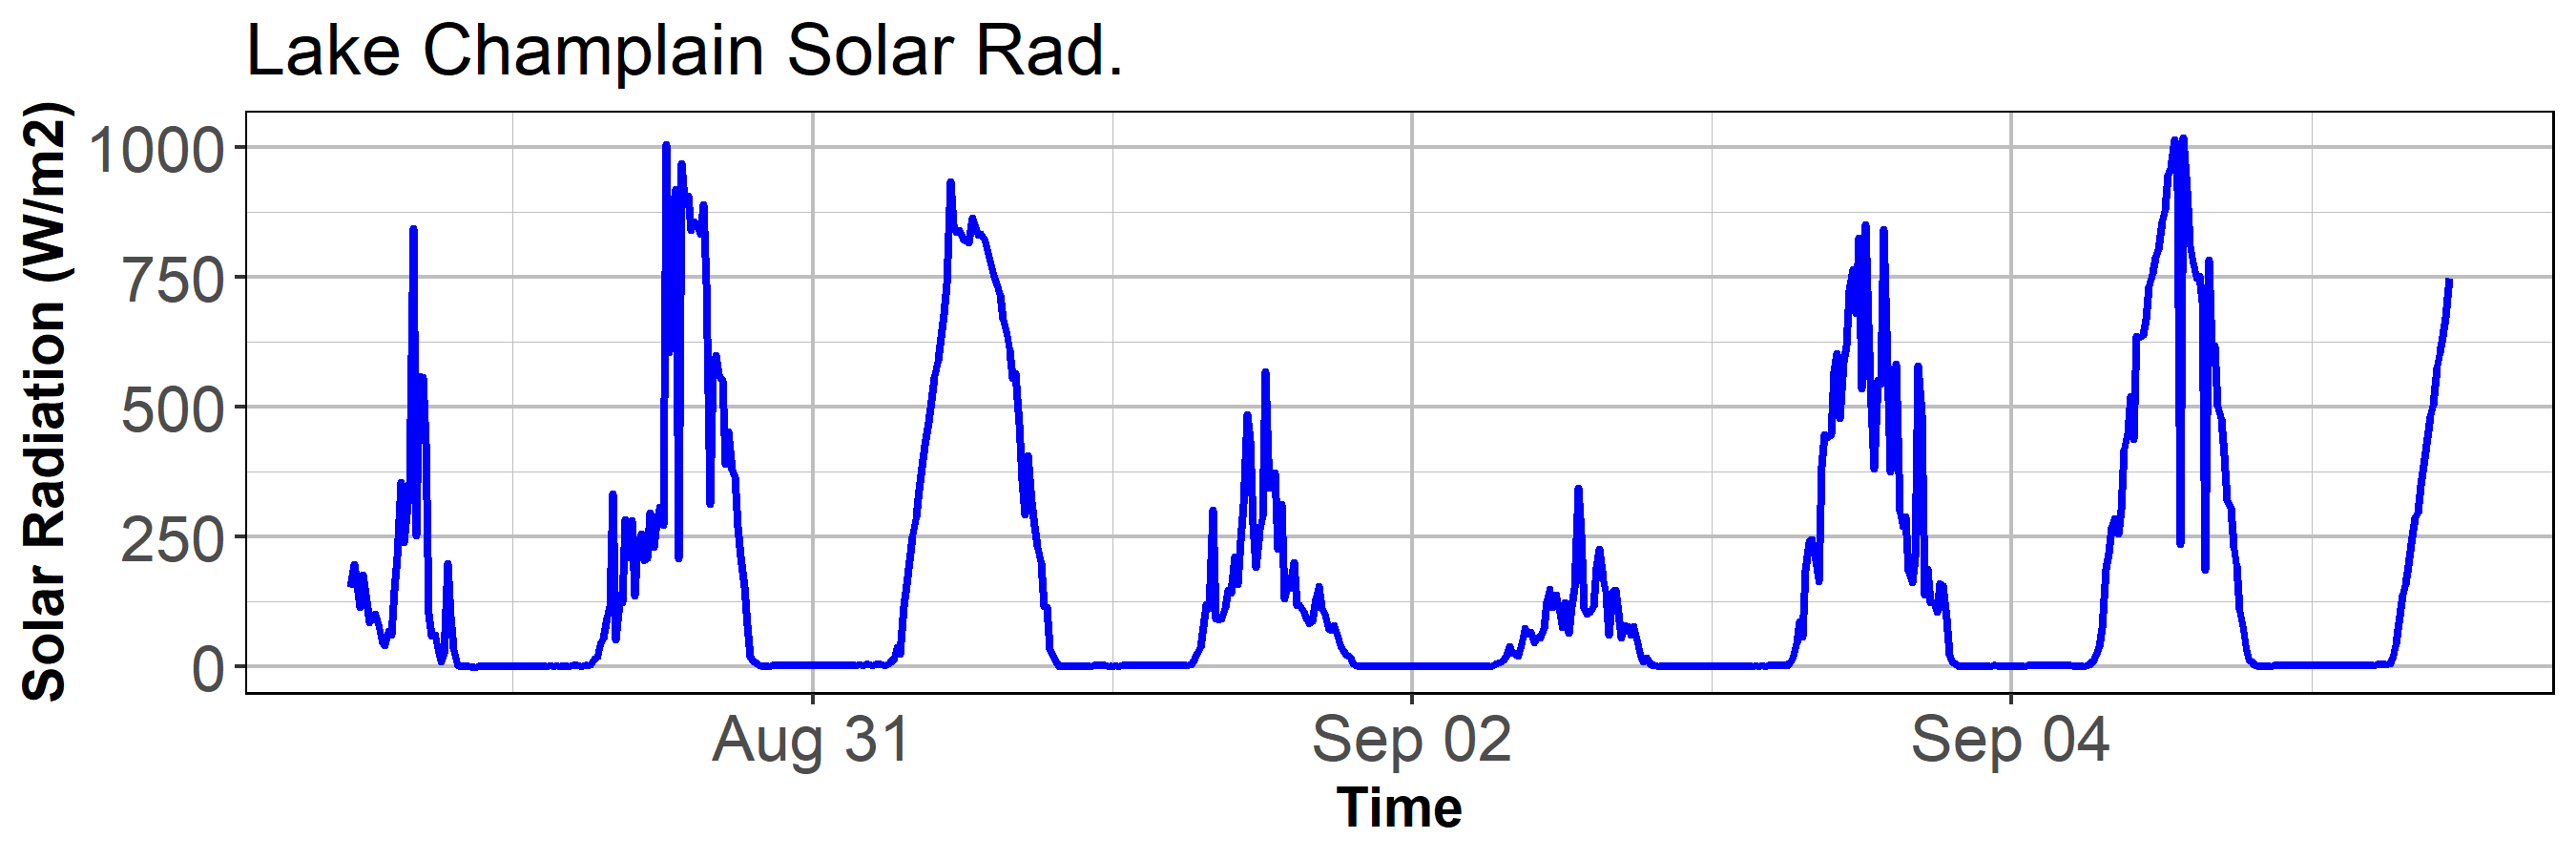 Lake Champlain Solar Rad.
Solar Radiation (W/m2)
1000
750
500
250
0
Aug 31
Sep 02
Sep 04
Time